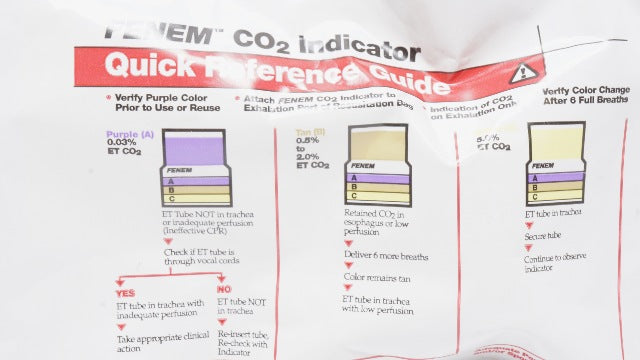 FENEM™ CO2 indicator
Quick Reference Guide
• Verify Purple Color
Prior to Use or Reuse
• Attach FENEM CO2 Indicator to
Exhalation Port of Resuscitation Bag
• Indication of CO2
on Exhalation Only
Verify Color Change
After 6 Full Breaths
Purple (A)
0.03%
ET CO2
FENEM
A
B
C
ET Tube NOT in trachea
or inadequate perfusion
(Ineffective CPR)
Check if ET tube is
through vocal cords
YES
ET tube in trachea with
inadequate perfusion
Take appropriate clinical
action
NO
ET tube NOT
in trachea
Re-insert tube,
Re-check with
Indicator
Tan (B)
0.5%
to
2.0%
ET CO2
FENEM
A
B
C
Retained CO2 in
esophagus or low
perfusion
Deliver 6 more breaths
Color remains tan
ET tube in trachea
with low perfusion
5.0%
ET CO2
FENEM
A
B
C
ET tube in trachea
Secure tube
Continue to observe
indicator